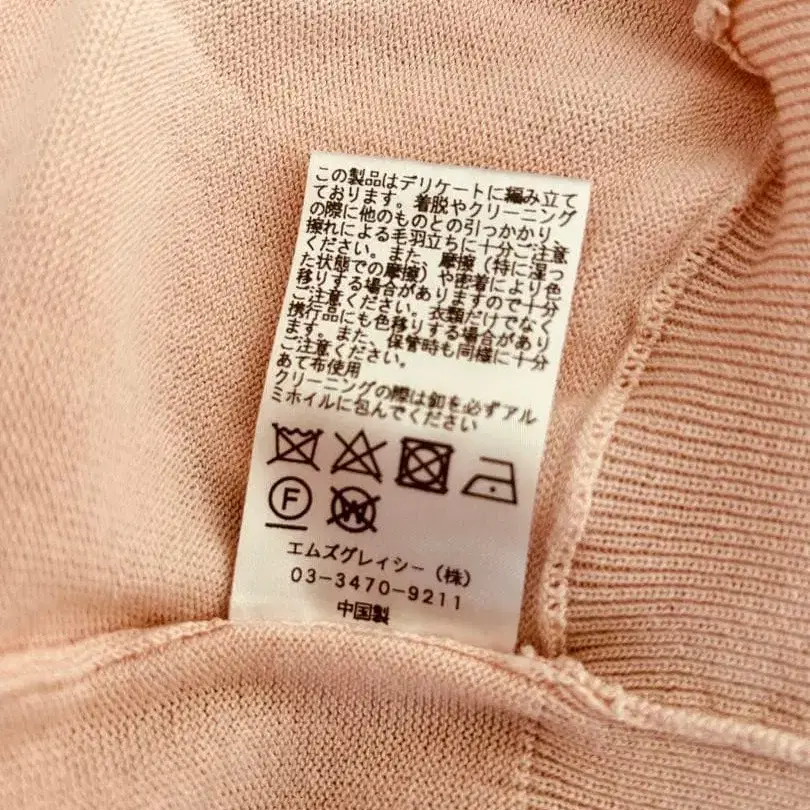 この製品はデリケートに編み立て
ております。着脱やクリーニング
の際に他のものとの引っかかり、
擦れによる毛羽立ちに十分ご注意
ください。また、摩擦（特に湿っ
た状態での摩擦）や密着により色
移りする場合がありますので十分
ご注意ください。衣類だけでなく
携行品にも色移りする場合があり
ます。また、保管時も同様に十分
ご注意ください。
あて布使用
クリーニングの際は釦を必ずアル
ミホイルに包んでください
F
W
エムズグレイシー（株）
03-3470-9211
中国製